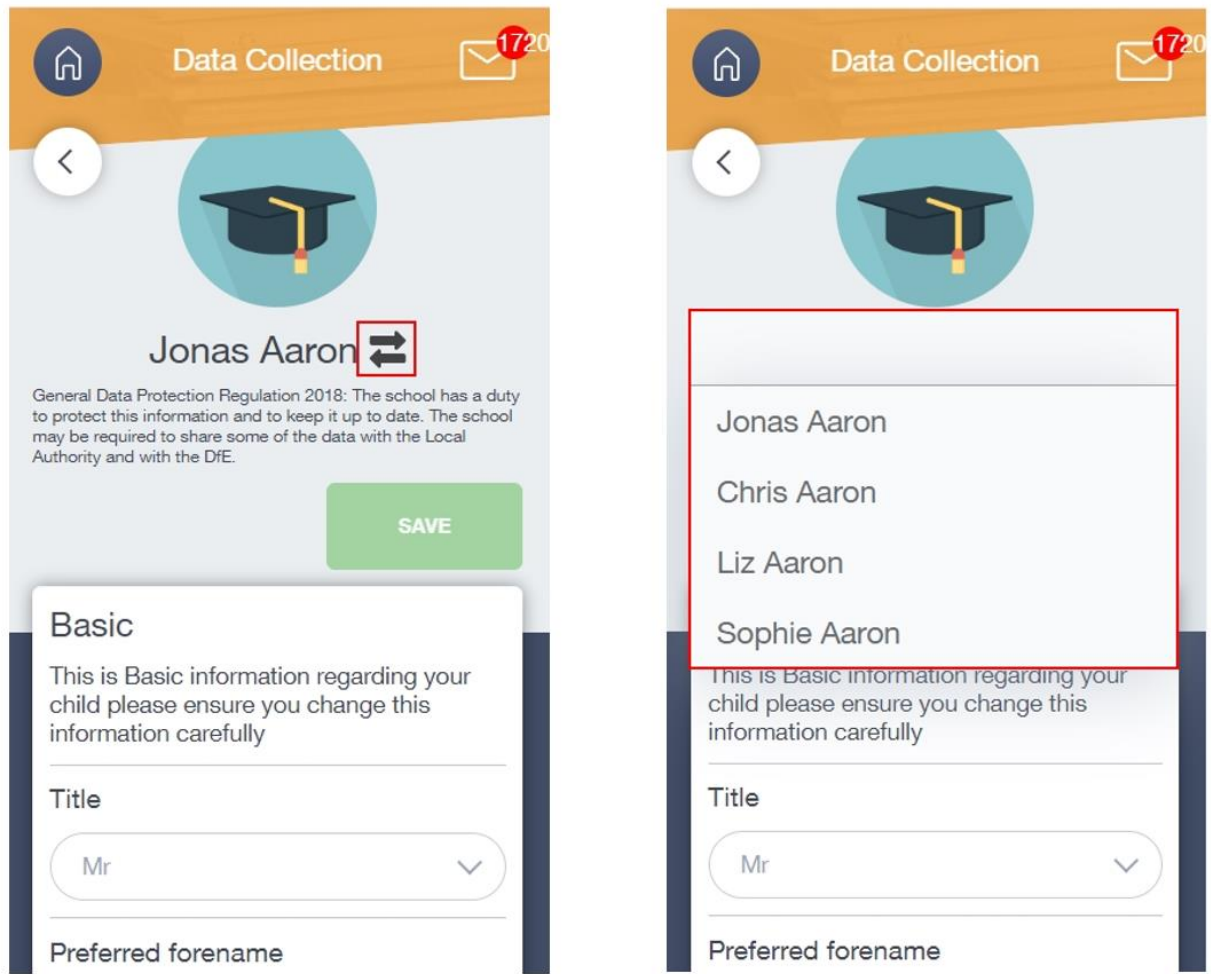 Data Collection
1720
Jonas Aaron
General Data Protection Regulation 2018: The school has a duty
to protect this information and to keep it up to date. The school
may be required to share some of the data with the Local
Authority and with the DfE.
SAVE
Basic
This is Basic information regarding your
child please ensure you change this
information carefully
Title
Mr
Preferred forename
Data Collection
1720
Jonas Aaron
Chris Aaron
Liz Aaron
Sophie Aaron
This is Basic information regarding your
child please ensure you change this
information carefully
Title
Mr
Preferred forename